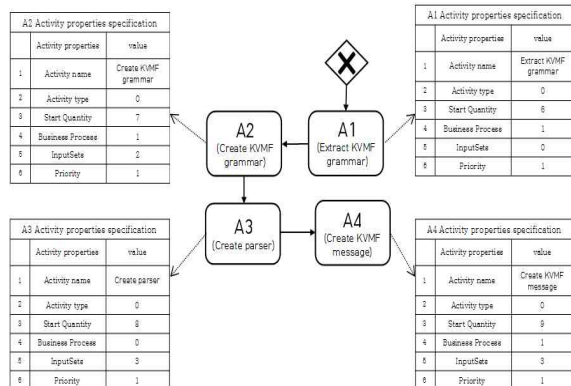 A2 Activity properties specification
Activity properties value
1 Activity name Create KVMF grammar
2 Activity type 0
3 Start Quantity 7
4 Business Process 1
5 InputSets 2
6 Priority 1
A1 Activity properties specification
Activity properties value
1 Activity name Extract KVMF grammar
2 Activity type 0
3 Start Quantity 6
4 Business Process 1
5 InputSets 0
6 Priority 1
A2
(Create KVMF
grammar)
A1
(Extract KVMF
grammar)
A3
(Create parser)
A4
(Create KVMF
message)
A3 Activity properties specification
Activity properties value
1 Activity name Create parser
2 Activity type 0
3 Start Quantity 8
4 Business Process 0
5 InputSets 3
6 Priority 1
A4 Activity properties specification
Activity properties value
1 Activity name Create KVMF message
2 Activity type 0
3 Start Quantity 9
4 Business Process 1
5 InputSets 3
6 Priority 1